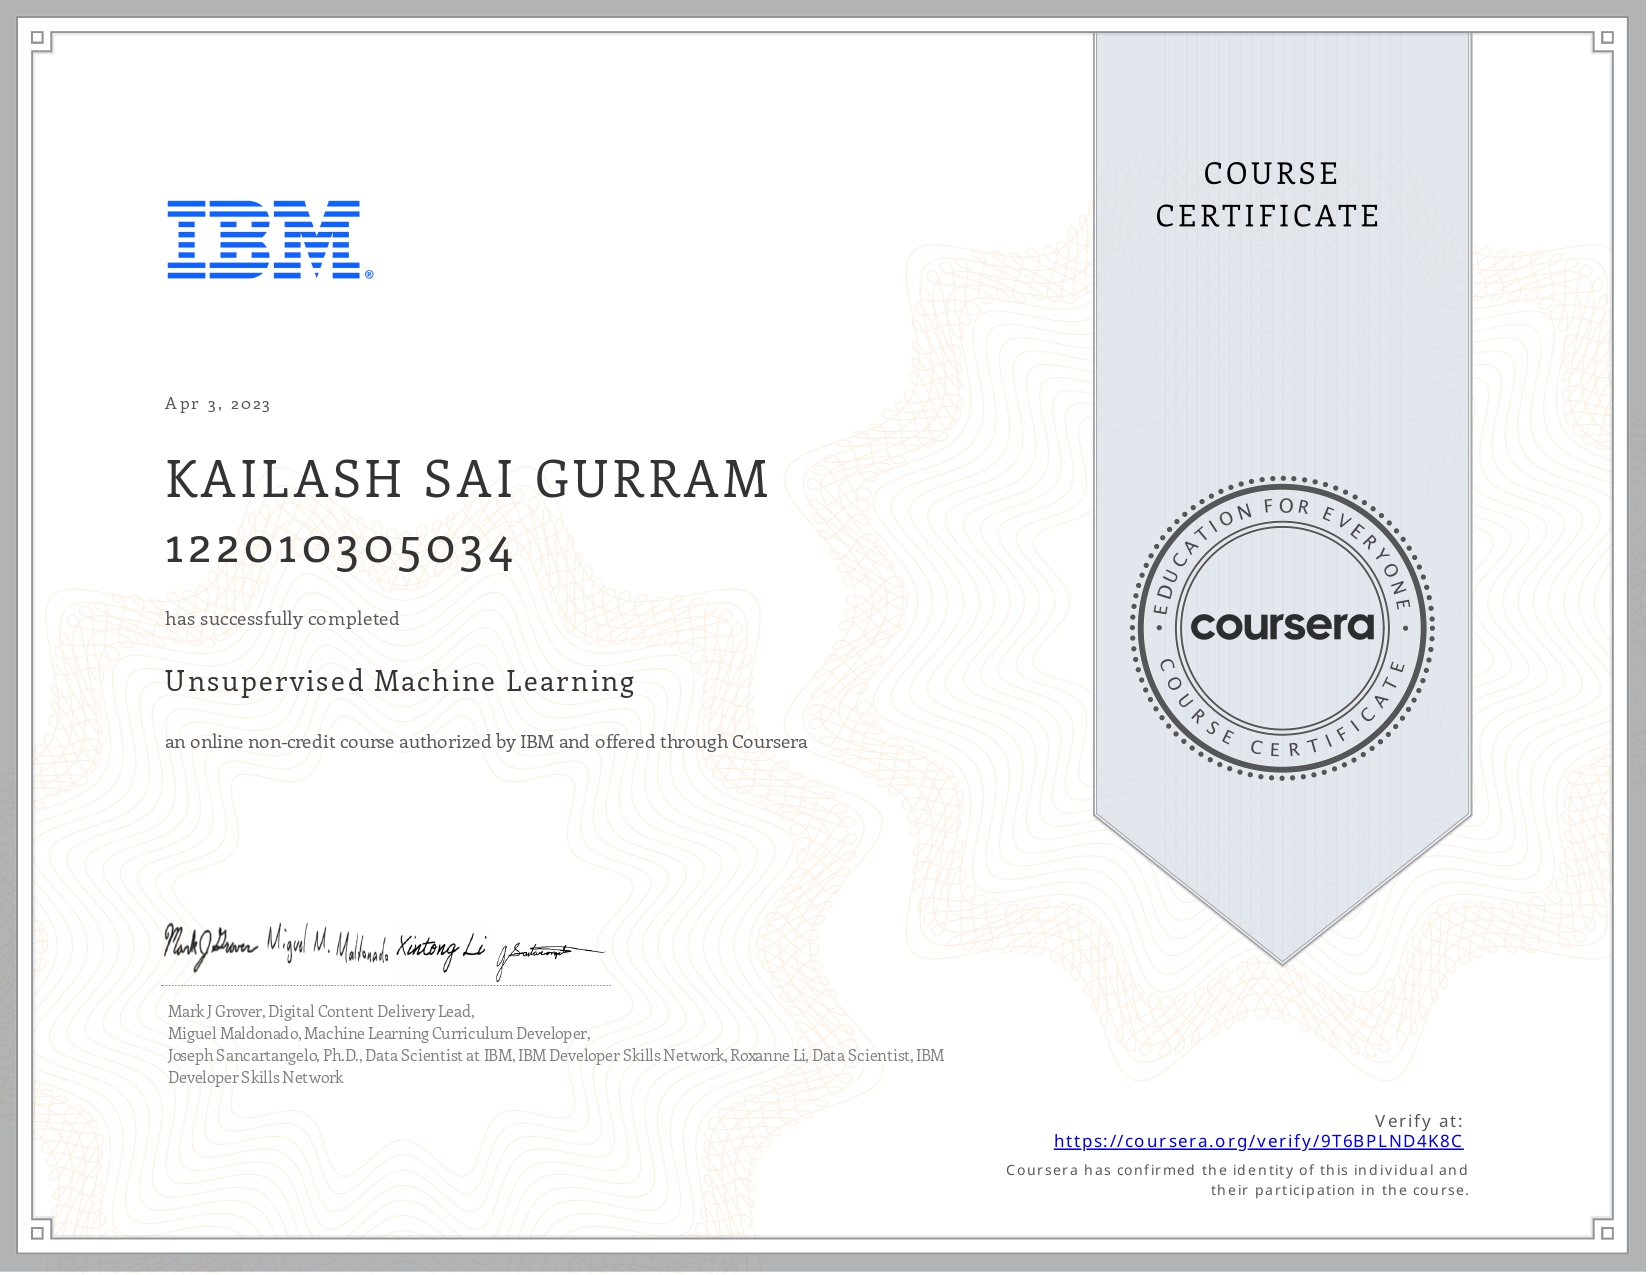 IBM®
COURSE
CERTIFICATE
Apr 3, 2023
KAILASH SAI GURRAM
122010305034
has successfully completed
Unsupervised Machine Learning
an online non-credit course authorized by IBM and offered through Coursera
EDUCATION FOR EVERYONE
coursera
COURSE CERTIFICATE
Mark J Grover Miguel M. Maldonado Xintong Li
Mark J Grover, Digital Content Delivery Lead,
Miguel Maldonado, Machine Learning Curriculum Developer,
Joseph Sancartangelo, Ph.D., Data Scientist at IBM, IBM Developer Skills Network, Roxanne Li, Data Scientist, IBM
Developer Skills Network
Verify at:
https://coursera.org/verify/9T6BPLND4K8C
Coursera has confirmed the identity of this individual and
their participation in the course.